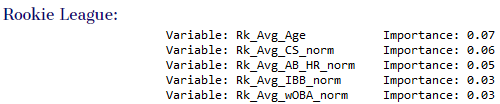 Rookie League:
Variable: Rk_Avg_Age Importance: 0.07
Variable: Rk_Avg_CS_norm Importance: 0.06
Variable: Rk_Avg_AB_HR_norm Importance: 0.05
Variable: Rk_Avg_IBB_norm Importance: 0.03
Variable: Rk_Avg_wOBA_norm Importance: 0.03